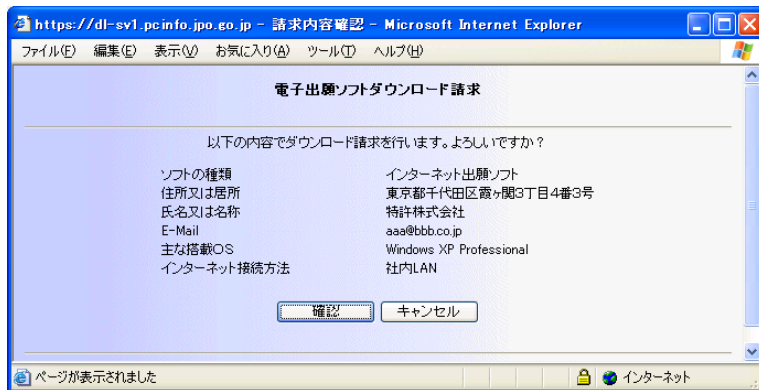 https://dl-sv1.pcinfo.jpo.go.jp - 請求内容確認 - Microsoft Internet Explorer
ファイル(F) 編集(E) 表示(V) お気に入り(A) ツール(T) ヘルプ(H)
電子出願ソフトダウンロード請求
以下の内容でダウンロード請求を行います。よろしいですか?
ソフトの種類 インターネット出願ソフト
住所又は居所 東京都千代田区霞ヶ関3丁目4番3号
氏名又は名称 特許株式会社
E-Mail aaa@bbb.co.jp
主な搭載OS Windows XP Professional
インターネット接続方法 社内LAN
確認 キャンセル
ページが表示されました インターネット